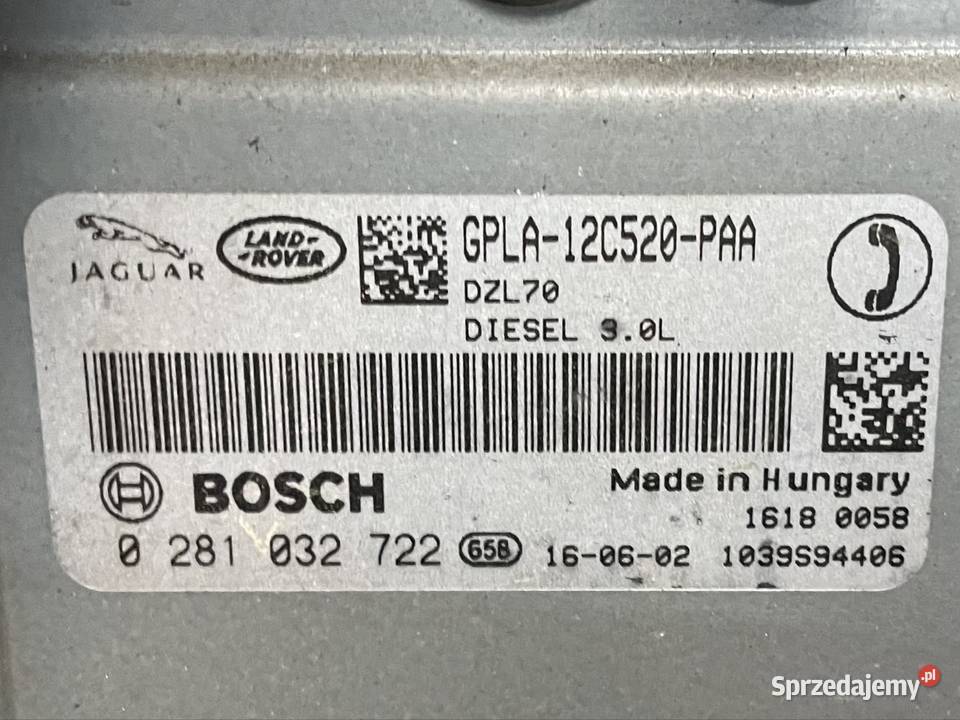 JAGUAR
LAND-
-ROVER
GPLA-12C520-PAA
DZL70
DIESEL 3.0L
BOSCH
Made in Hungary
1618 0058
0 281 032 722 658 16-06-02 1039S94406
Sprzedajemy.pl